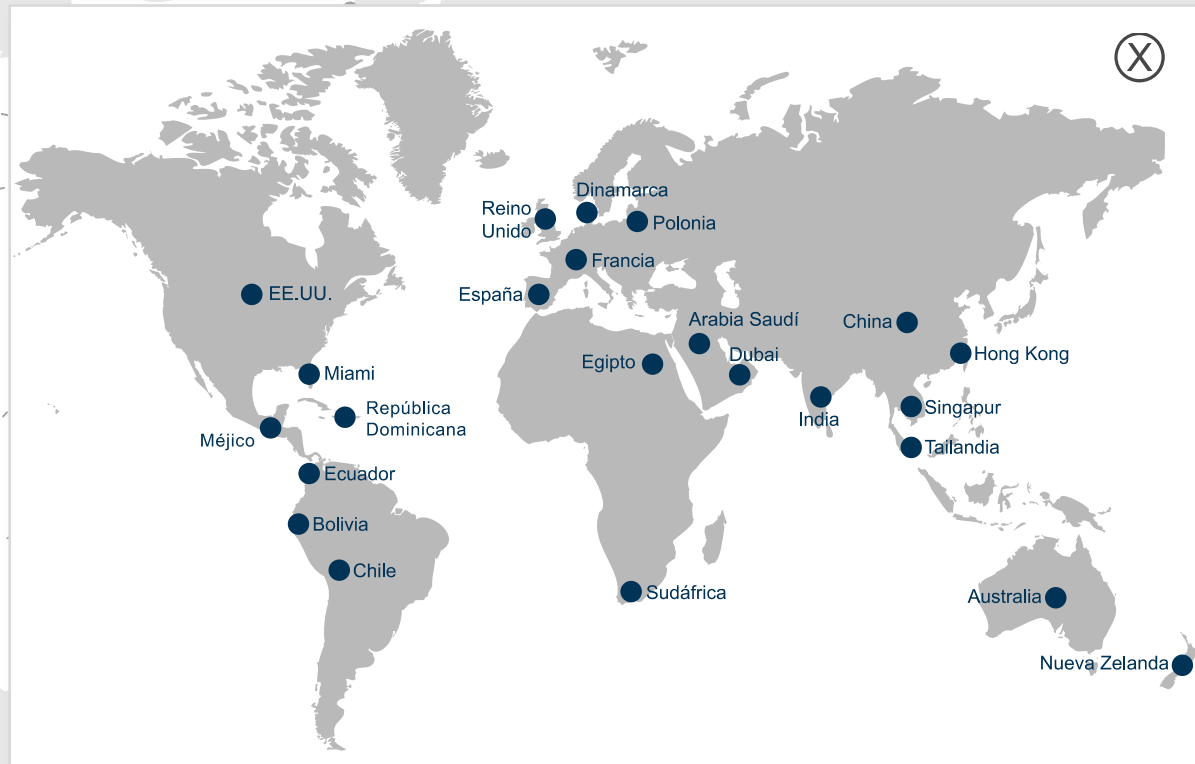 X
Dinamarca
Reino
Unido
Polonia
Francia
España
EE.UU.
Arabia Saudí
China
Egipto
Dubai
Hong Kong
Miami
República
Dominicana
India
Singapur
Méjico
Tailandia
Ecuador
Bolivia
Chile
Sudáfrica
Australia
Nueva Zelanda